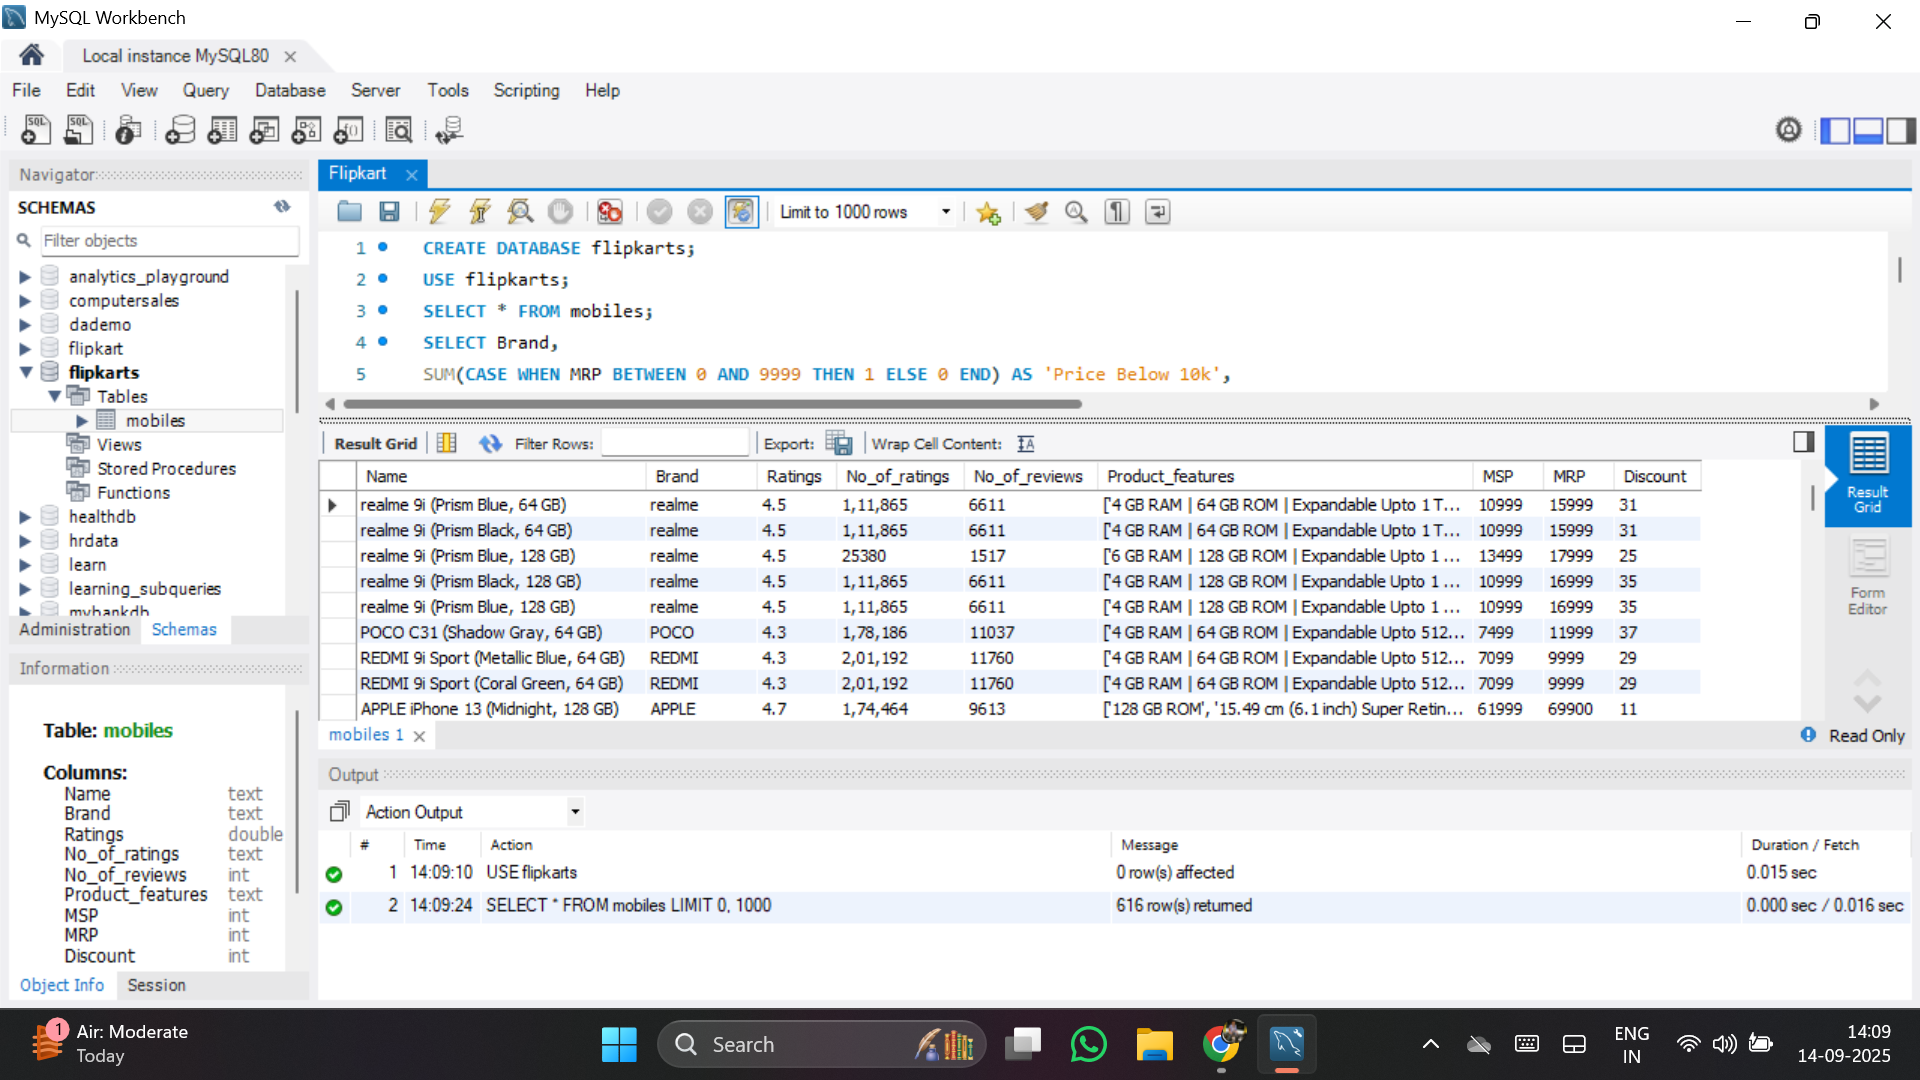 MySQL Workbench
Local instance MySQL80
File Edit View Query Database Server Tools Scripting Help
Navigator
SCHEMAS
Filter objects
analytics_playground
computersales
dademo
flipkart
flipkarts
Tables
mobiles
Views
Stored Procedures
Functions
healthdb
hrdata
learn
learning_subqueries
mybankdb
Administration Schemas
Information
Table: mobiles
Columns:
Name text
Brand text
Ratings double
No_of_ratings text
No_of_reviews int
Product_features text
MSP int
MRP int
Discount int
Object Info Session
Flipkart
Limit to 1000 rows
1 CREATE DATABASE flipkarts;
2 USE flipkarts;
3 SELECT * FROM mobiles;
4 SELECT Brand,
5 SUM(CASE WHEN MRP BETWEEN 0 AND 9999 THEN 1 ELSE 0 END) AS 'Price Below 10k',
Result Grid Filter Rows: Export: Wrap Cell Content:
Name Brand Ratings No_of_ratings No_of_reviews Product_features MSP MRP Discount
realme 9i (Prism Blue, 64 GB) realme 4.5 1,11,865 6611 ['4 GB RAM | 64 GB ROM | Expandable Upto 1 T... 10999 15999 31
realme 9i (Prism Black, 64 GB) realme 4.5 1,11,865 6611 ['4 GB RAM | 64 GB ROM | Expandable Upto 1 T... 10999 15999 31
realme 9i (Prism Blue, 128 GB) realme 4.5 25380 1517 ['6 GB RAM | 128 GB ROM | Expandable Upto 1 ... 13499 17999 25
realme 9i (Prism Black, 128 GB) realme 4.5 1,11,865 6611 ['4 GB RAM | 128 GB ROM | Expandable Upto 1 ... 10999 16999 35
realme 9i (Prism Blue, 128 GB) realme 4.5 1,11,865 6611 ['4 GB RAM | 128 GB ROM | Expandable Upto 1 ... 10999 16999 35
POCO C31 (Shadow Gray, 64 GB) POCO 4.3 1,78,186 11037 ['4 GB RAM | 64 GB ROM | Expandable Upto 512... 7499 11999 37
REDMI 9i Sport (Metallic Blue, 64 GB) REDMI 4.3 2,01,192 11760 ['4 GB RAM | 64 GB ROM | Expandable Upto 512... 7099 9999 29
REDMI 9i Sport (Coral Green, 64 GB) REDMI 4.3 2,01,192 11760 ['4 GB RAM | 64 GB ROM | Expandable Upto 512... 7099 9999 29
APPLE iPhone 13 (Midnight, 128 GB) APPLE 4.7 1,74,464 9613 ['128 GB ROM', '15.49 cm (6.1 inch) Super Retin... 61999 69900 11
Result
Grid
Form
Editor
mobiles 1
Read Only
Output
Action Output
# Time Action Message Duration / Fetch
1 14:09:10 USE flipkarts 0 row(s) affected 0.015 sec
2 14:09:24 SELECT * FROM mobiles LIMIT 0, 1000 616 row(s) returned 0.000 sec / 0.016 sec
1
Air: Moderate
Today
Search
ENG
IN
14:09
14-09-2025